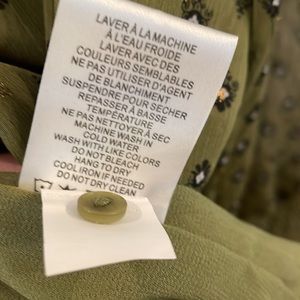 LAVER À LA MACHINE
À L'EAU FROIDE
LAVER AVEC DES
COULEURS SEMBLABLES
NE PAS UTILISER D'AGENT
DE BLANCHIMENT
SUSPENDRE POUR SÉCHER
REPASSER À BASSE
TEMPÉRATURE
NE PAS NETTOYER À SEC
MACHINE WASH IN
COLD WATER
WASH WITH LIKE COLORS
DO NOT BLEACH
HANG TO DRY
COOL IRON IF NEEDED
DO NOT DRY CLEAN